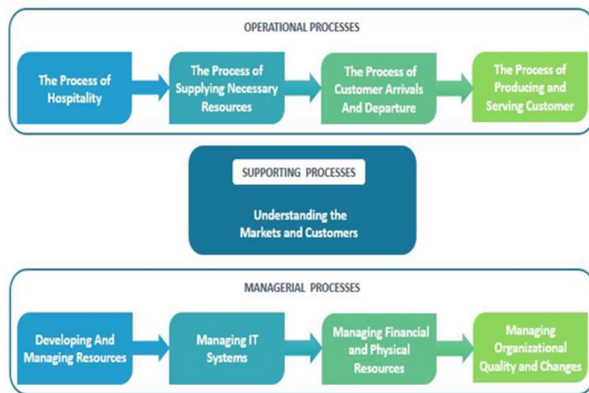 OPERATIONAL PROCESSES
The Process of
Hospitality
The Process of
Supplying Necessary
Resources
The Process of
Customer Arrivals
And Departure
The Process of
Producing and
Serving Customer
SUPPORTING PROCESSES
Understanding the
Markets and Customers
MANAGERIAL PROCESSES
Developing And
Managing Resources
Managing IT
Systems
Managing Financial
and Physical
Resources
Managing
Organizational
Quality and Changes